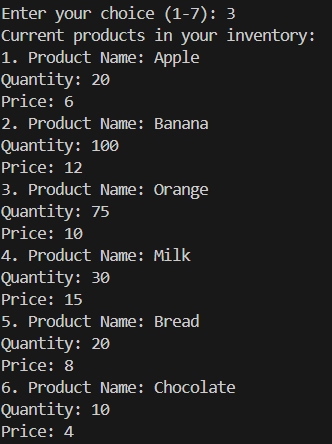 Enter your choice (1-7): 3
Current products in your inventory:
1. Product Name: Apple
Quantity: 20
Price: 6
2. Product Name: Banana
Quantity: 100
Price: 12
3. Product Name: Orange
Quantity: 75
Price: 10
4. Product Name: Milk
Quantity: 30
Price: 15
5. Product Name: Bread
Quantity: 20
Price: 8
6. Product Name: Chocolate
Quantity: 10
Price: 4